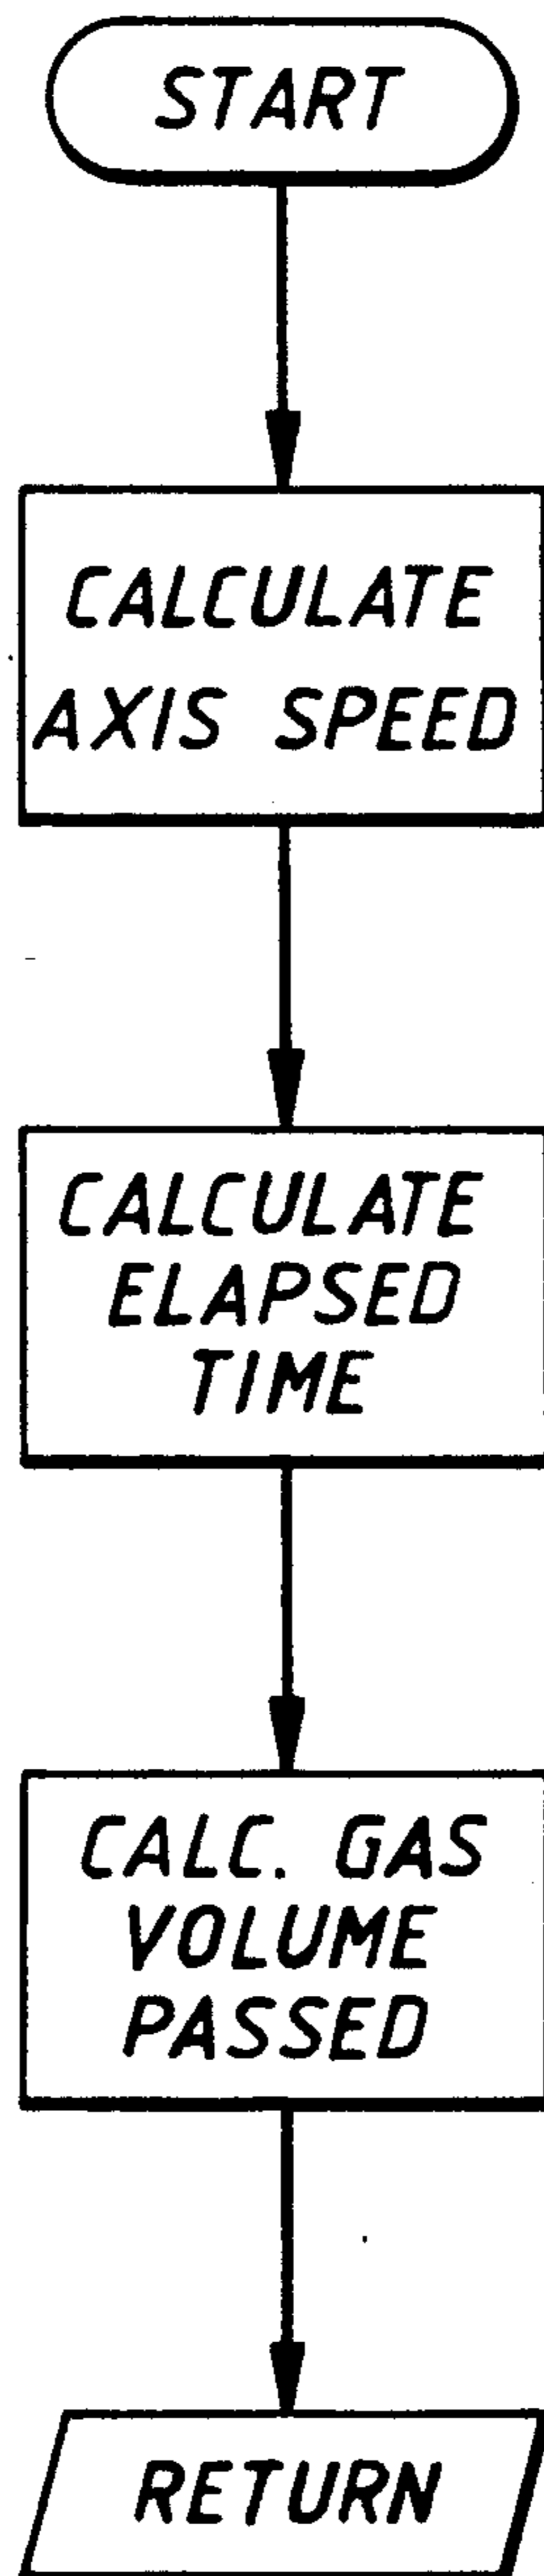 START
CALCULATE
AXIS SPEED
CALCULATE
ELAPSED
TIME
CALC. GAS
VOLUME
PASSED
RETURN